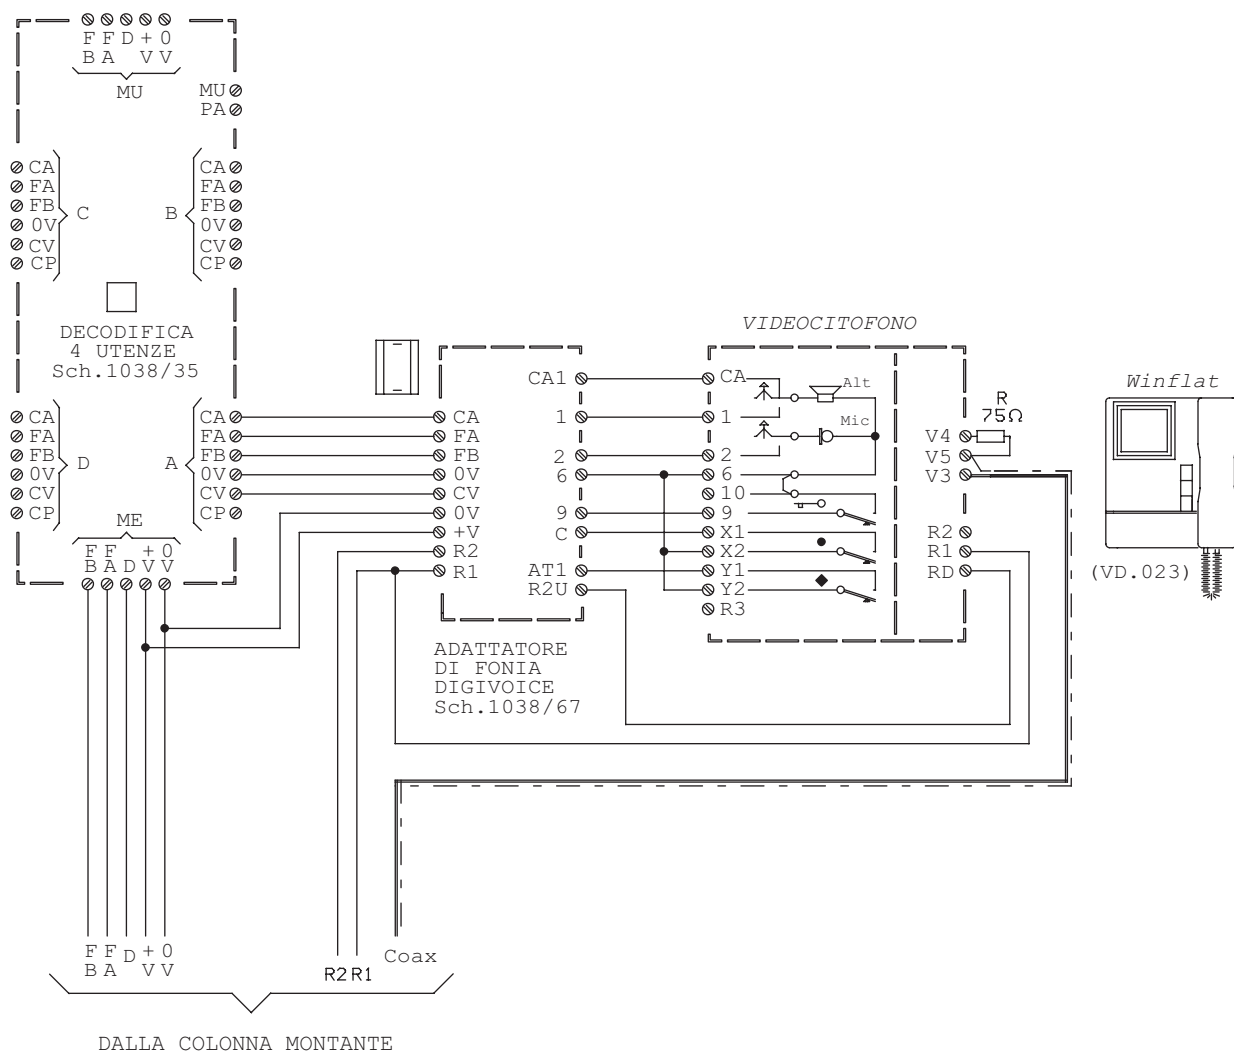 F F D + 0
B A V V
MU
MU
PA
CA
FA
FB
0V
CV
CP
C
B
CA
FA
FB
0V
CV
CP
DECODIFICA
4 UTENZE
Sch.1038/35
CA
FA
FB
0V
CV
CP
D
A
CA
FA
FB
0V
CV
CP
ME
F F + 0
B A D V V
CA
FA
FB
0V
CV
0V
+V
R2
R1
CA1
1
2
6
9
C
AT1
R2U
ADATTATORE
DI FONIA
DIGIVOICE
Sch.1038/67
VIDEOCITOFONO
CA
1
2
6
10
9
X1
X2
Y1
Y2
R3
Alt
Mic
V4
V5
V3
R2
R1
RD
R
75Ω
Winflat
(VD.023)
F F D + 0
B A V V
R2 R1
Coax
DALLA COLONNA MONTANTE